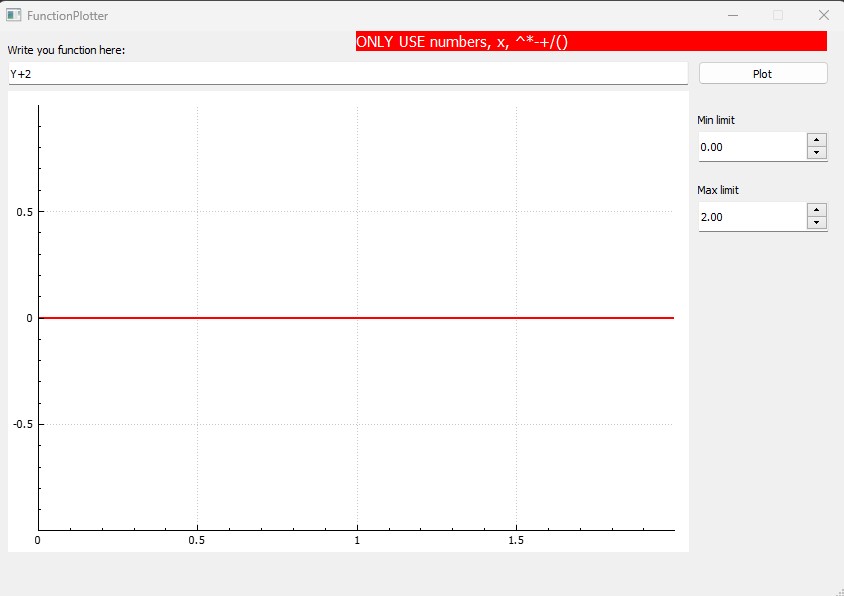 FunctionPlotter
ONLY USE numbers, x, ^*-+/()
Write you function here:
Y+2
Plot
Min limit
0.00
Max limit
2.00
0.5
0
-0.5
0 0.5 1 1.5